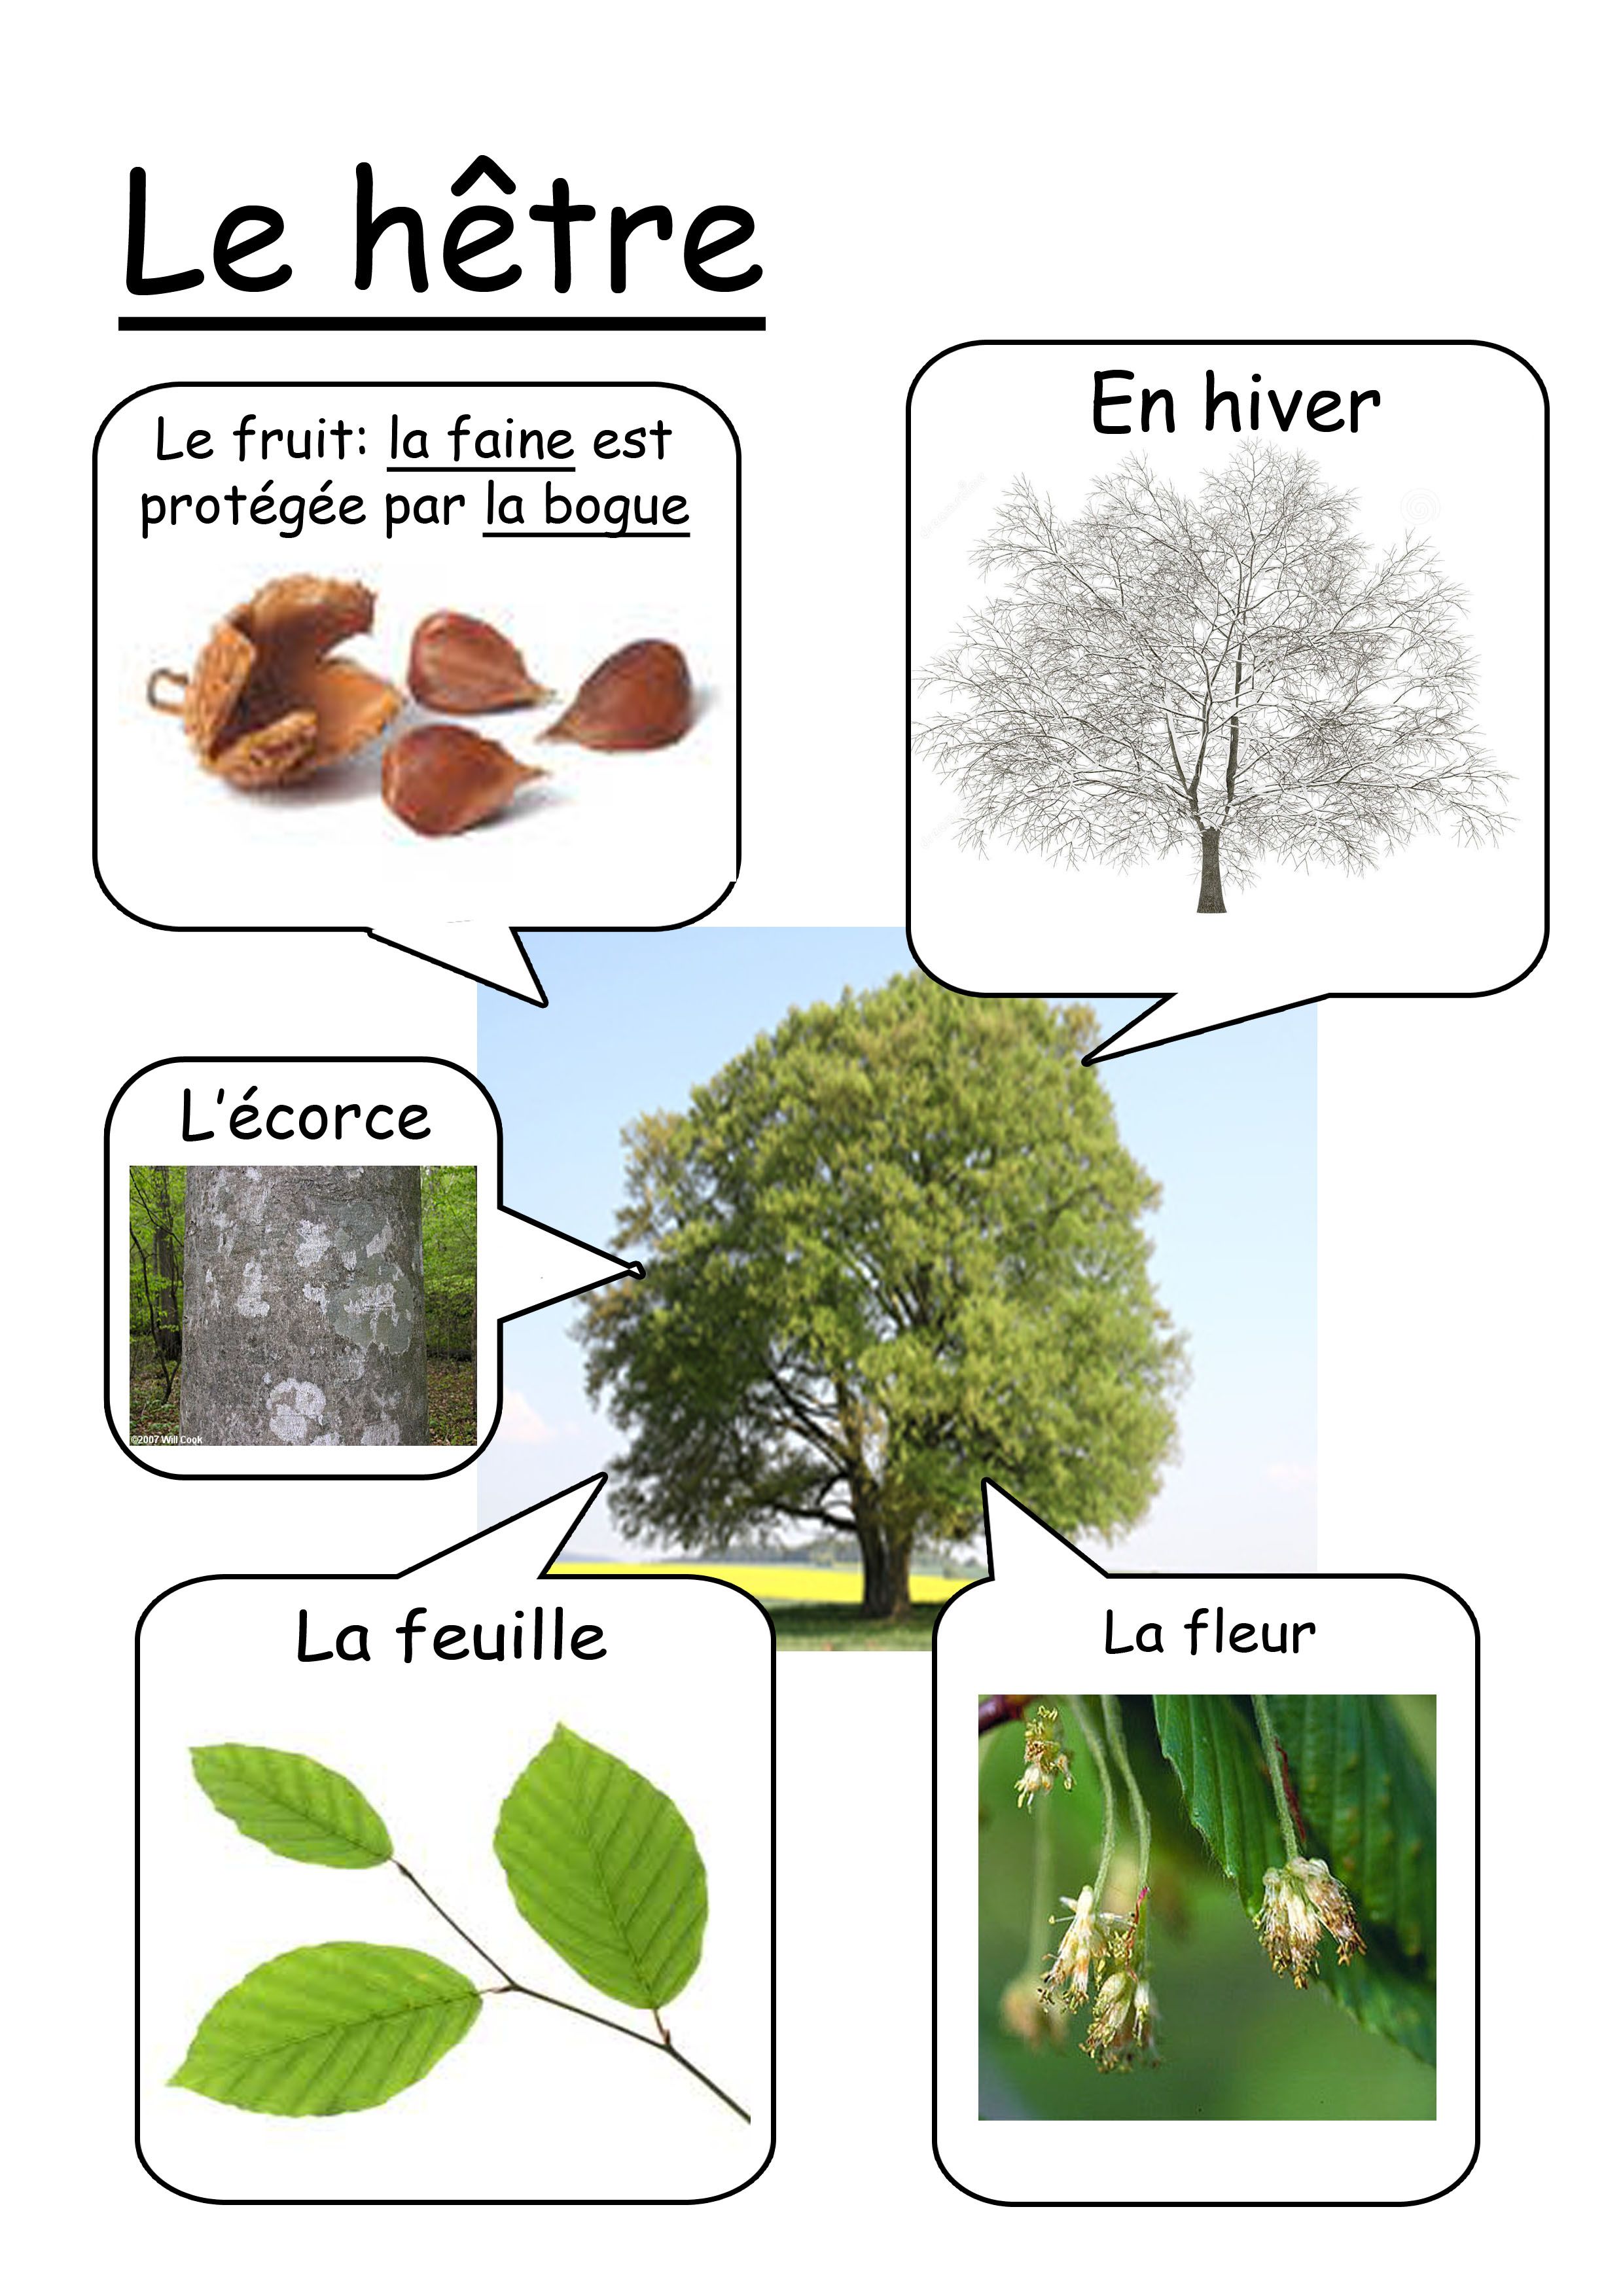 Le hêtre
Le fruit: la faine est
protégée par la bogue
En hiver
L'écorce
©2007 Will Cook
La feuille
La fleur